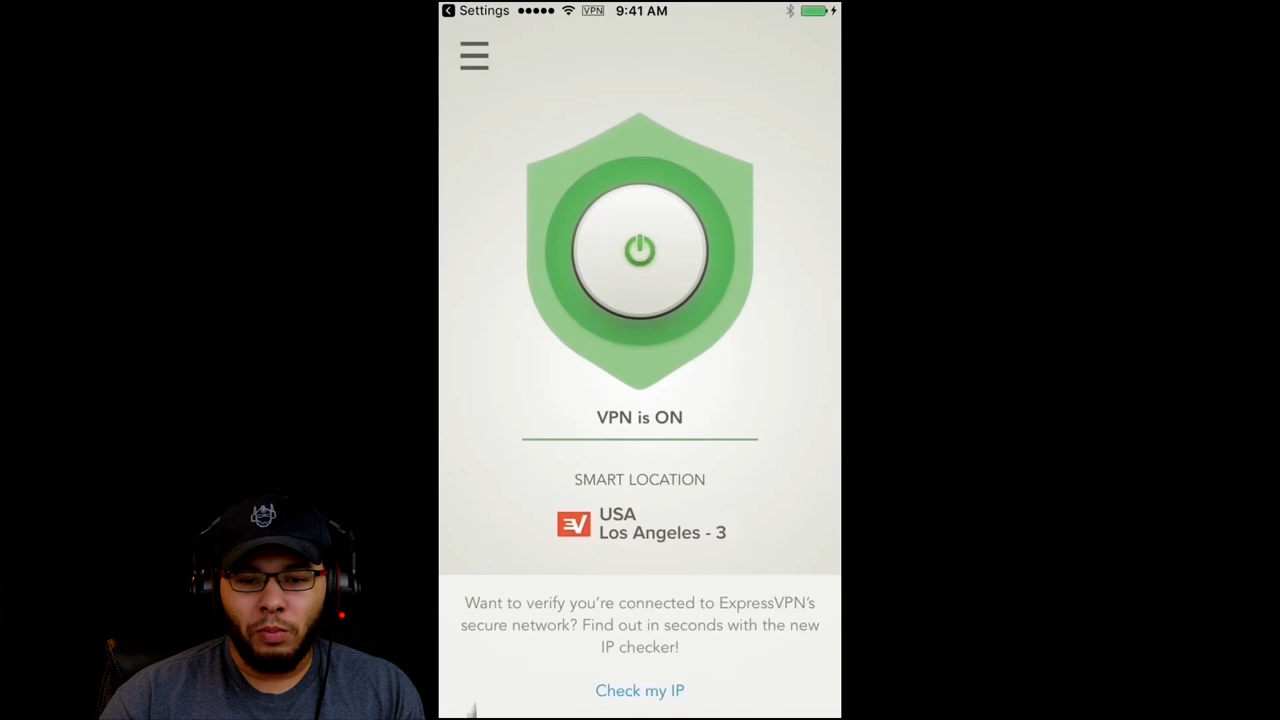 Settings VPN 9:41 AM
VPN is ON
SMART LOCATION
USA
Los Angeles - 3
Want to verify you’re connected to ExpressVPN’s
secure network? Find out in seconds with the new
IP checker!
Check my IP